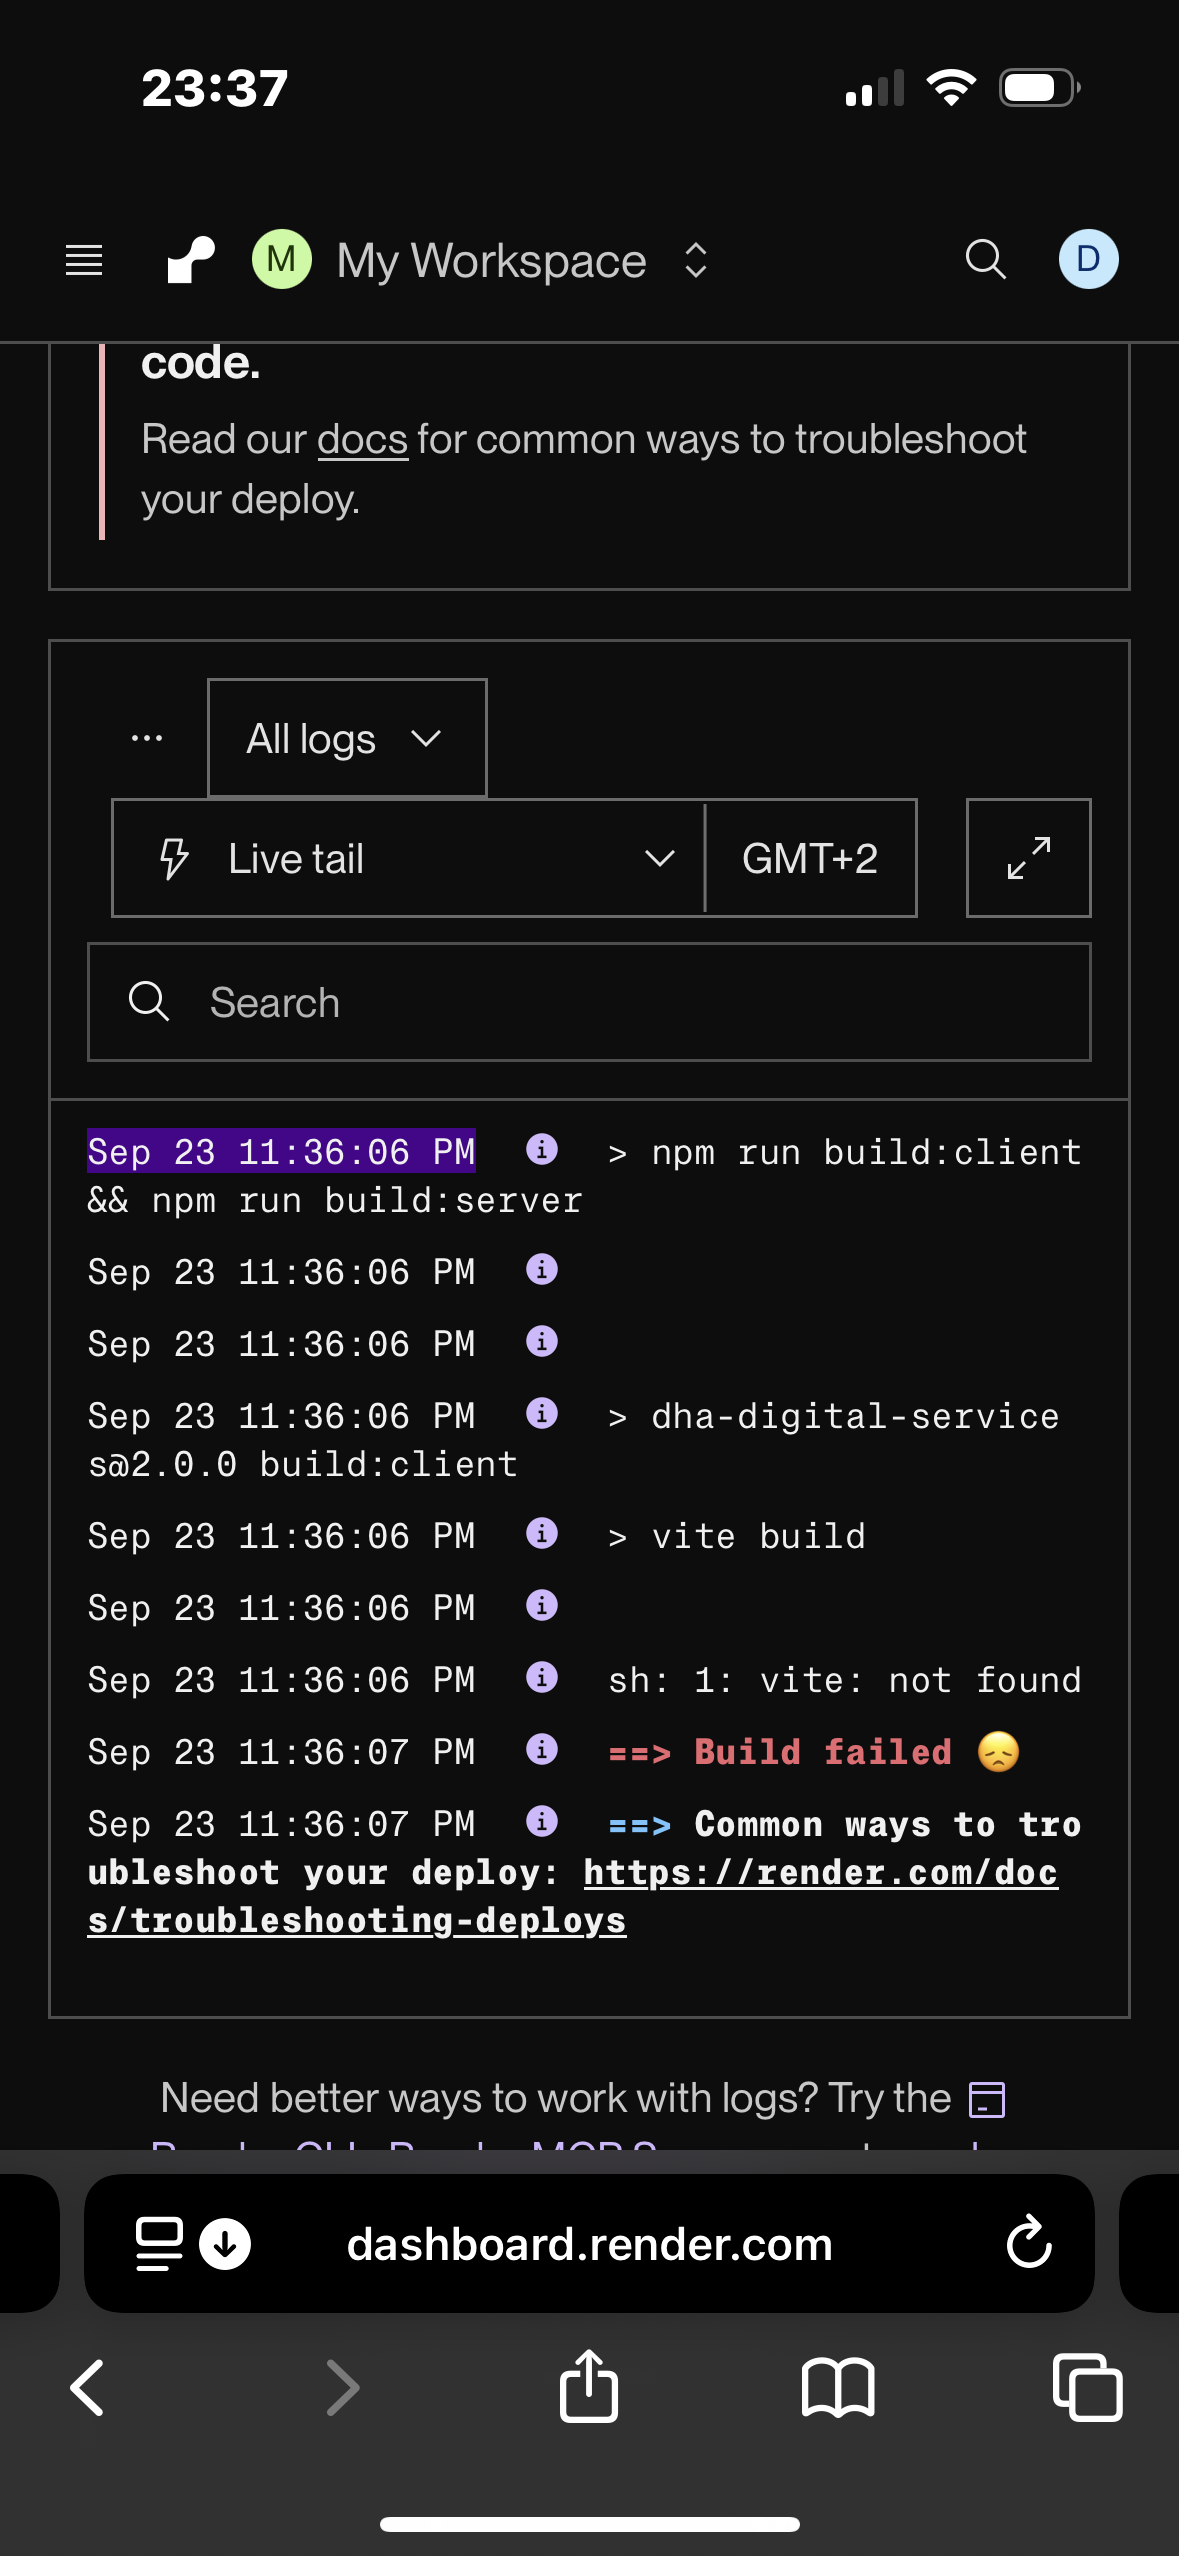 23:37
M My Workspace D
code.
Read our docs for common ways to troubleshoot
your deploy.
All logs
Live tail GMT+2
Search
Sep 23 11:36:06 PM > npm run build:client
&& npm run build:server
Sep 23 11:36:06 PM
Sep 23 11:36:06 PM
Sep 23 11:36:06 PM > dha-digital-service
s@2.0.0 build:client
Sep 23 11:36:06 PM > vite build
Sep 23 11:36:06 PM
Sep 23 11:36:06 PM sh: 1: vite: not found
Sep 23 11:36:07 PM ==> Build failed 😞
Sep 23 11:36:07 PM ==> Common ways to tro
ubleshoot your deploy: https://render.com/doc
s/troubleshooting-deploys
Need better ways to work with logs? Try the
dashboard.render.com